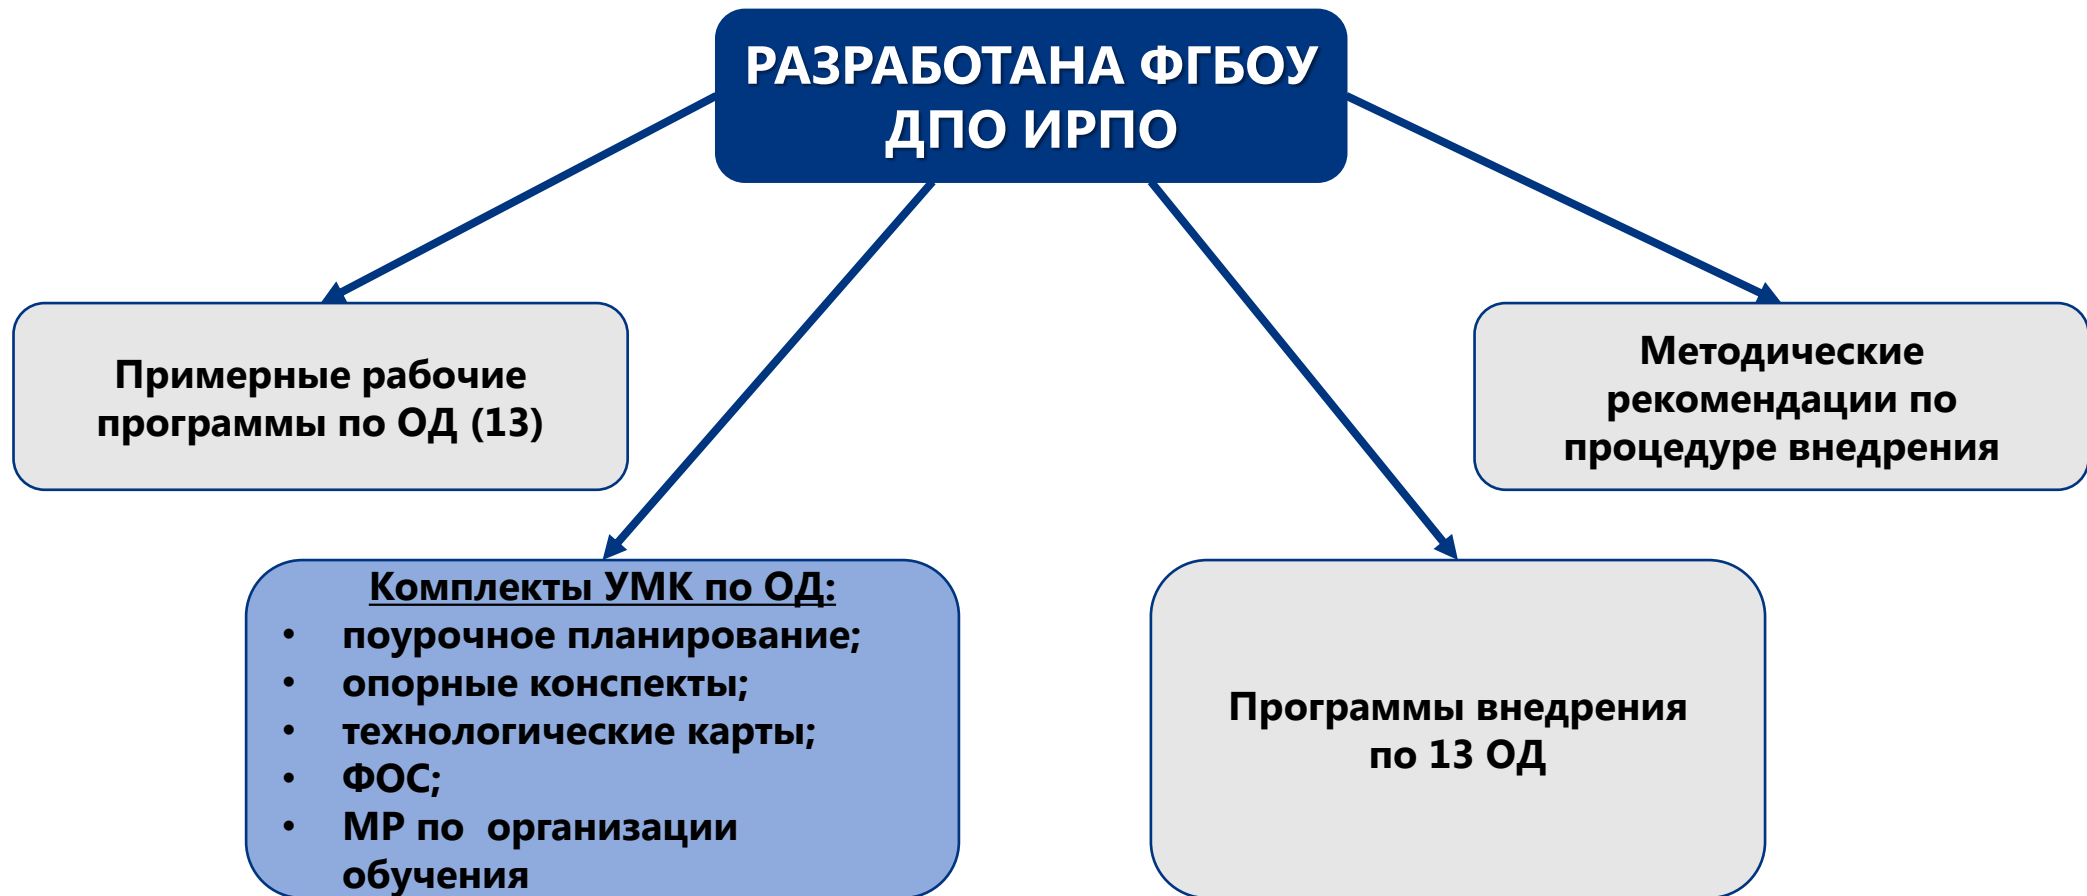 РАЗРАБОТАНА ФГБОУ
ДПО ИРПО
Примерные рабочие
программы по ОД (13)
Методические
рекомендации по
процедуре внедрения
Комплекты УМК по ОД:
• поурочное планирование;
• опорные конспекты;
• технологические карты;
• ФОС;
• МР по  организации
обучения
Программы внедрения
по 13 ОД